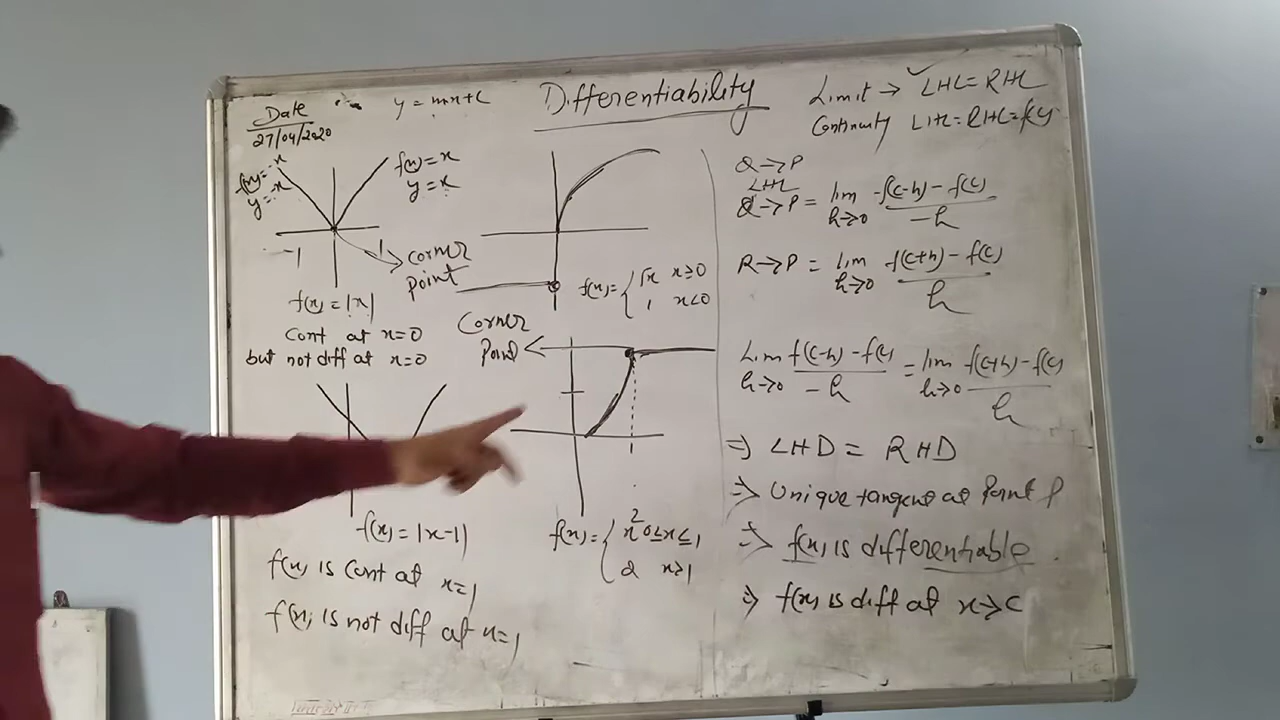 Date
27/04/2020
y = mx+c
Differentiability
Limit → ✓ LHL = RHL
Continuity LHL = RHL = f(x)
f(x) = -x
y = -x
f(x) = x
y = x
-1
1
Corner
point
f(x) = |x|
Cont at x=0
but not diff at x=0
f(x) = { √x x≥0
1 x<0
Corner
Point
f(x) = |x-1|
f(x) is Cont at x=1
f(x) is not diff at x=1
f(x) = { x² 0≤x≤1
2 x>1
Q→P
LHL
Q→P = lim h→0 f(c-h) - f(c) / -h
R→P = lim h→0 f(c+h) - f(c) / h
Lim h→0 f(c-h) - f(c) / -h = lim h→0 f(c+h) - f(c) / h
⇒ LHD = RHD
⇒ Unique tangent at Point P
⇒ f(x) is differentiable
⇒ f(x) is diff at x→c